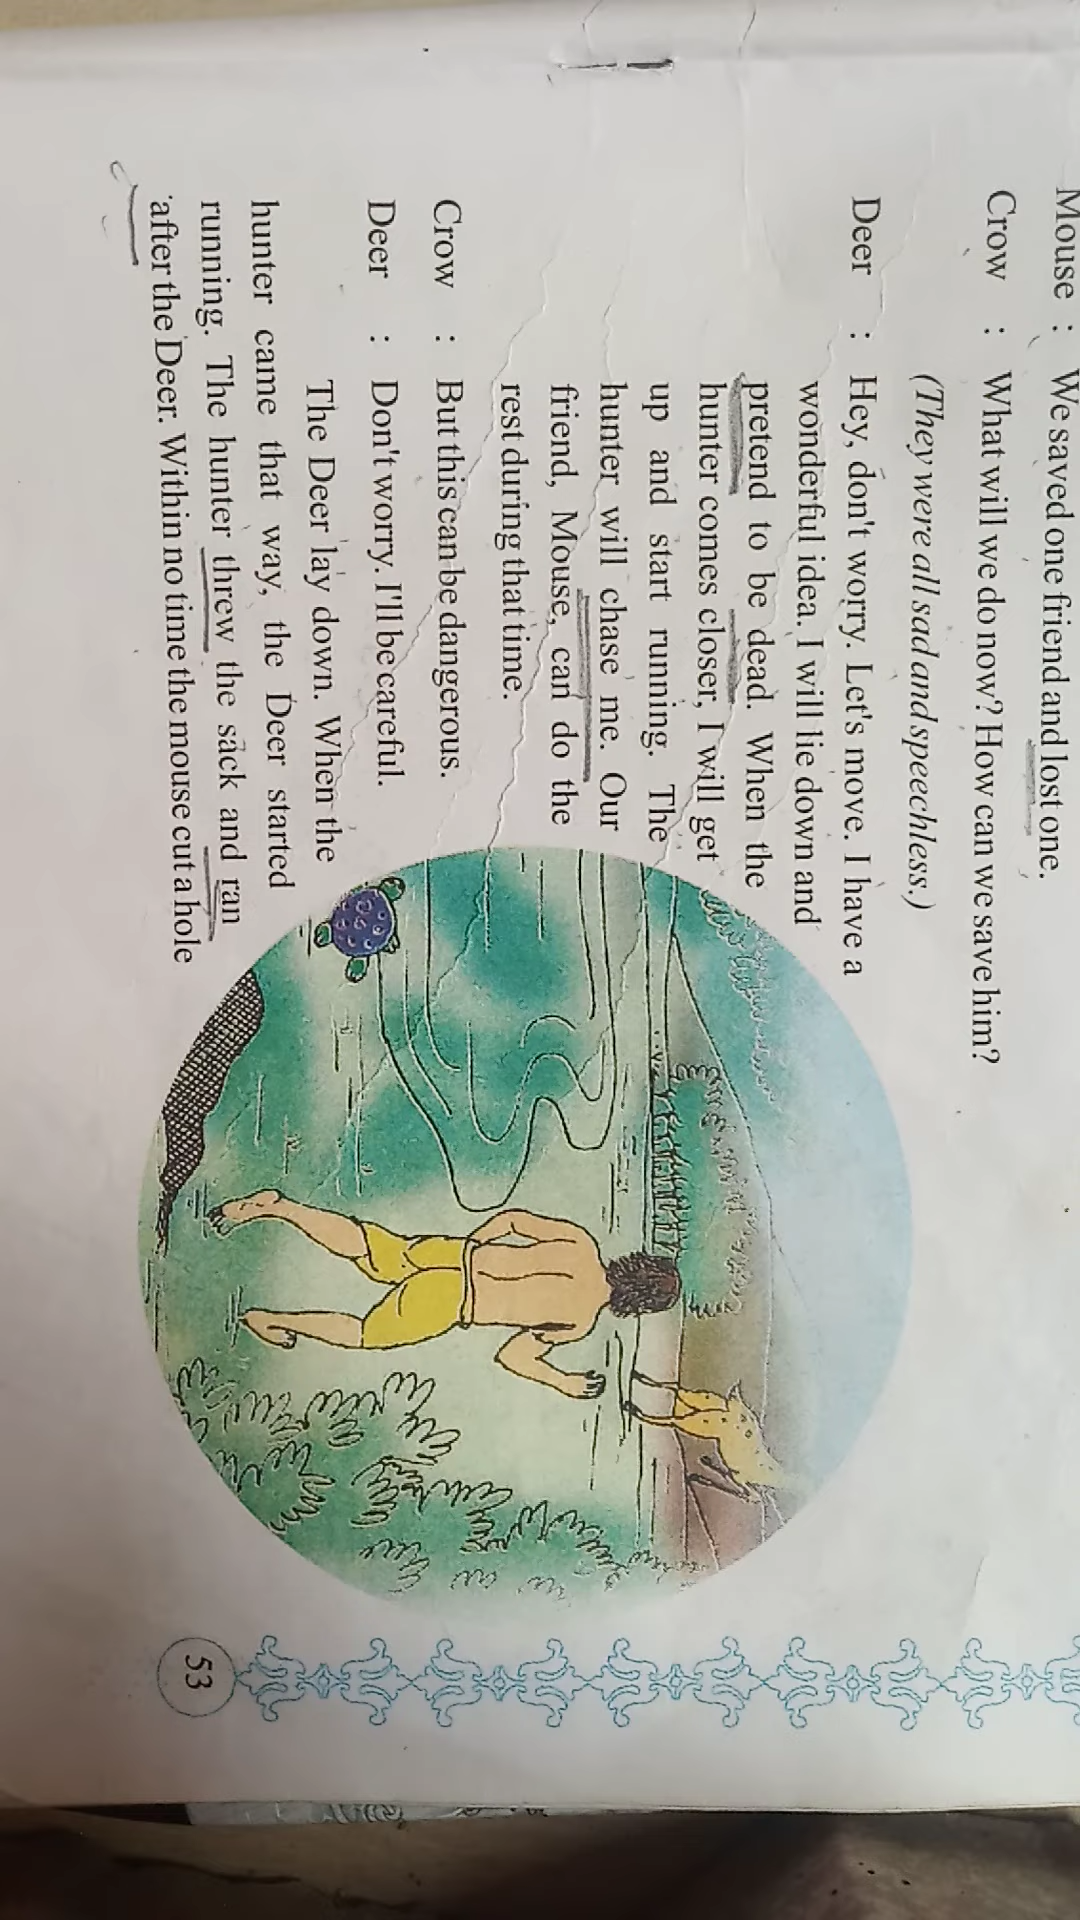 Mouse : We saved one friend and lost one.
Crow : What will we do now? How can we save him?
(They were all sad and speechless.)
Deer : Hey, don't worry. Let's move. I have a
wonderful idea. I will lie down and
pretend to be dead. When the
hunter comes closer, I will get
up and start running. The
hunter will chase me. Our
friend, Mouse, can do the
rest during that time.
Crow : But this can be dangerous.
Deer : Don't worry. I'll be careful.
The Deer lay down. When the
hunter came that way, the Deer started
running. The hunter threw the sack and ran
after the Deer. Within no time the mouse cut a hole
53